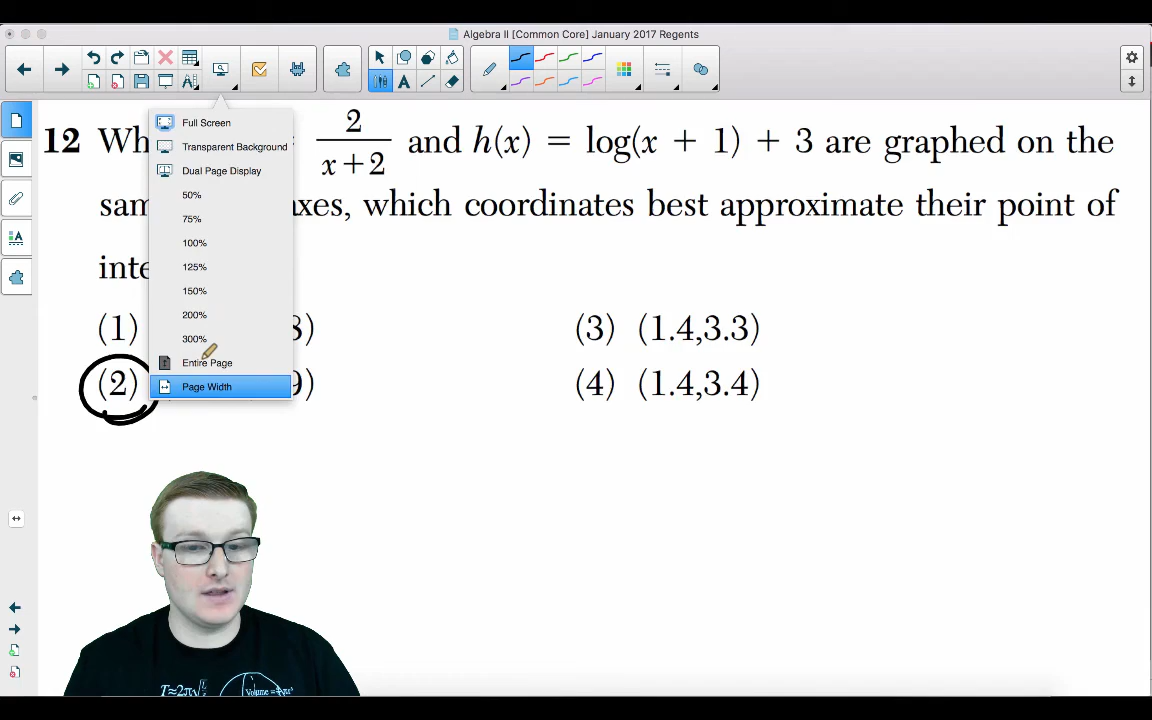 Algebra II [Common Core] January 2017 Regents
Full Screen
Transparent Background
Dual Page Display
50%
75%
100%
125%
150%
200%
300%
Entire Page
Page Width
12 Wh 2/(x+2) and h(x) = log(x + 1) + 3 are graphed on the
sam axes, which coordinates best approximate their point of
inte
(1) 8) (3) (1.4,3.3)
(2) 9) (4) (1.4,3.4)
Volume =